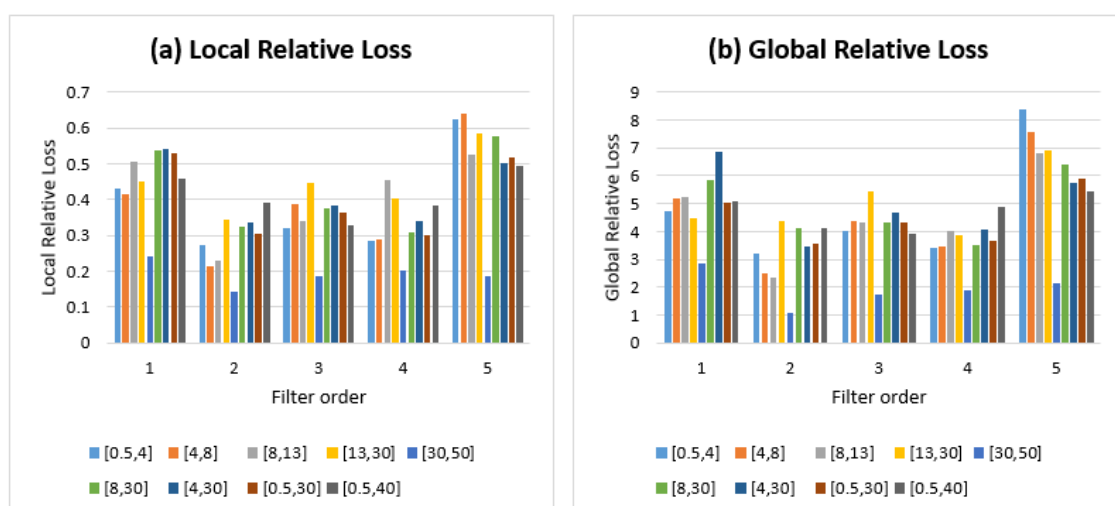 (a) Local Relative Loss
Local Relative Loss
0.7
0.6
0.5
0.4
0.3
0.2
0.1
0
1 2 3 4 5
Filter order
[0.5,4] [4,8] [8,13] [13,30] [30,50]
[8,30] [4,30] [0.5,30] [0.5,40]
(b) Global Relative Loss
Global Relative Loss
9
8
7
6
5
4
3
2
1
0
1 2 3 4 5
Filter order
[0.5,4] [4,8] [8,13] [13,30] [30,50]
[8,30] [4,30] [0.5,30] [0.5,40]